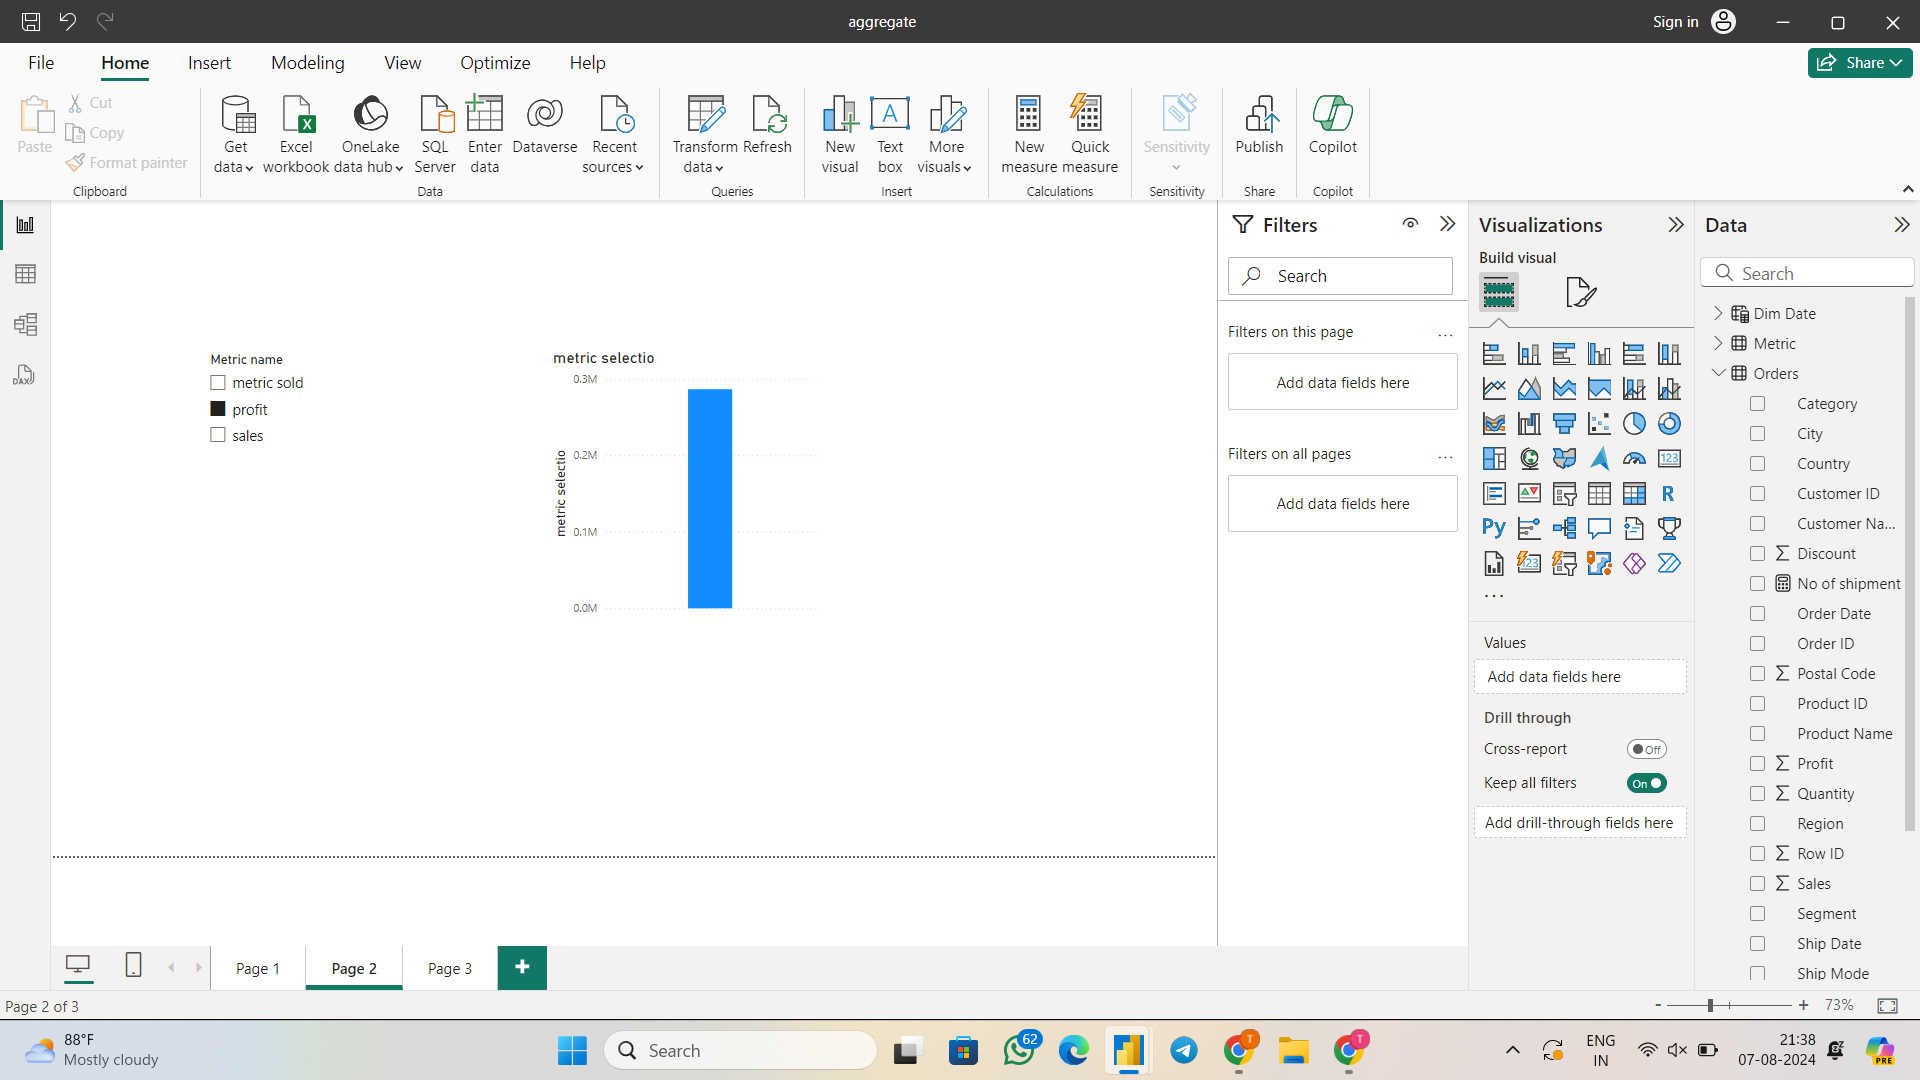 aggregate
Sign in
File Home Insert Modeling View Optimize Help
Share
Paste
Cut
Copy
Format painter
Clipboard
Get data
Excel workbook
OneLake data hub
SQL Server
Enter data
Dataverse
Recent sources
Data
Transform data
Refresh
Queries
New visual
Text box
More visuals
Insert
New measure
Quick measure
Calculations
Sensitivity
Sensitivity
Publish
Share
Copilot
Copilot
DAX
Metric name
metric sold
profit
sales
metric selectio
metric selectio
0.3M
0.2M
0.1M
0.0M
Filters
Search
Filters on this page ...
Add data fields here
Filters on all pages ...
Add data fields here
Visualizations
Build visual
123
R
Py
123
...
Values
Add data fields here
Drill through
Cross-report Off
Keep all filters On
Add drill-through fields here
Data
Search
Dim Date
Metric
Orders
Category
City
Country
Customer ID
Customer Na...
Discount
No of shipment
Order Date
Order ID
Postal Code
Product ID
Product Name
Profit
Quantity
Region
Row ID
Sales
Segment
Ship Date
Ship Mode
Page 1 Page 2 Page 3 +
Page 2 of 3
- + 73%
88°F
Mostly cloudy
Search
62
T
T
ENG
IN
21:38
07-08-2024
PRE